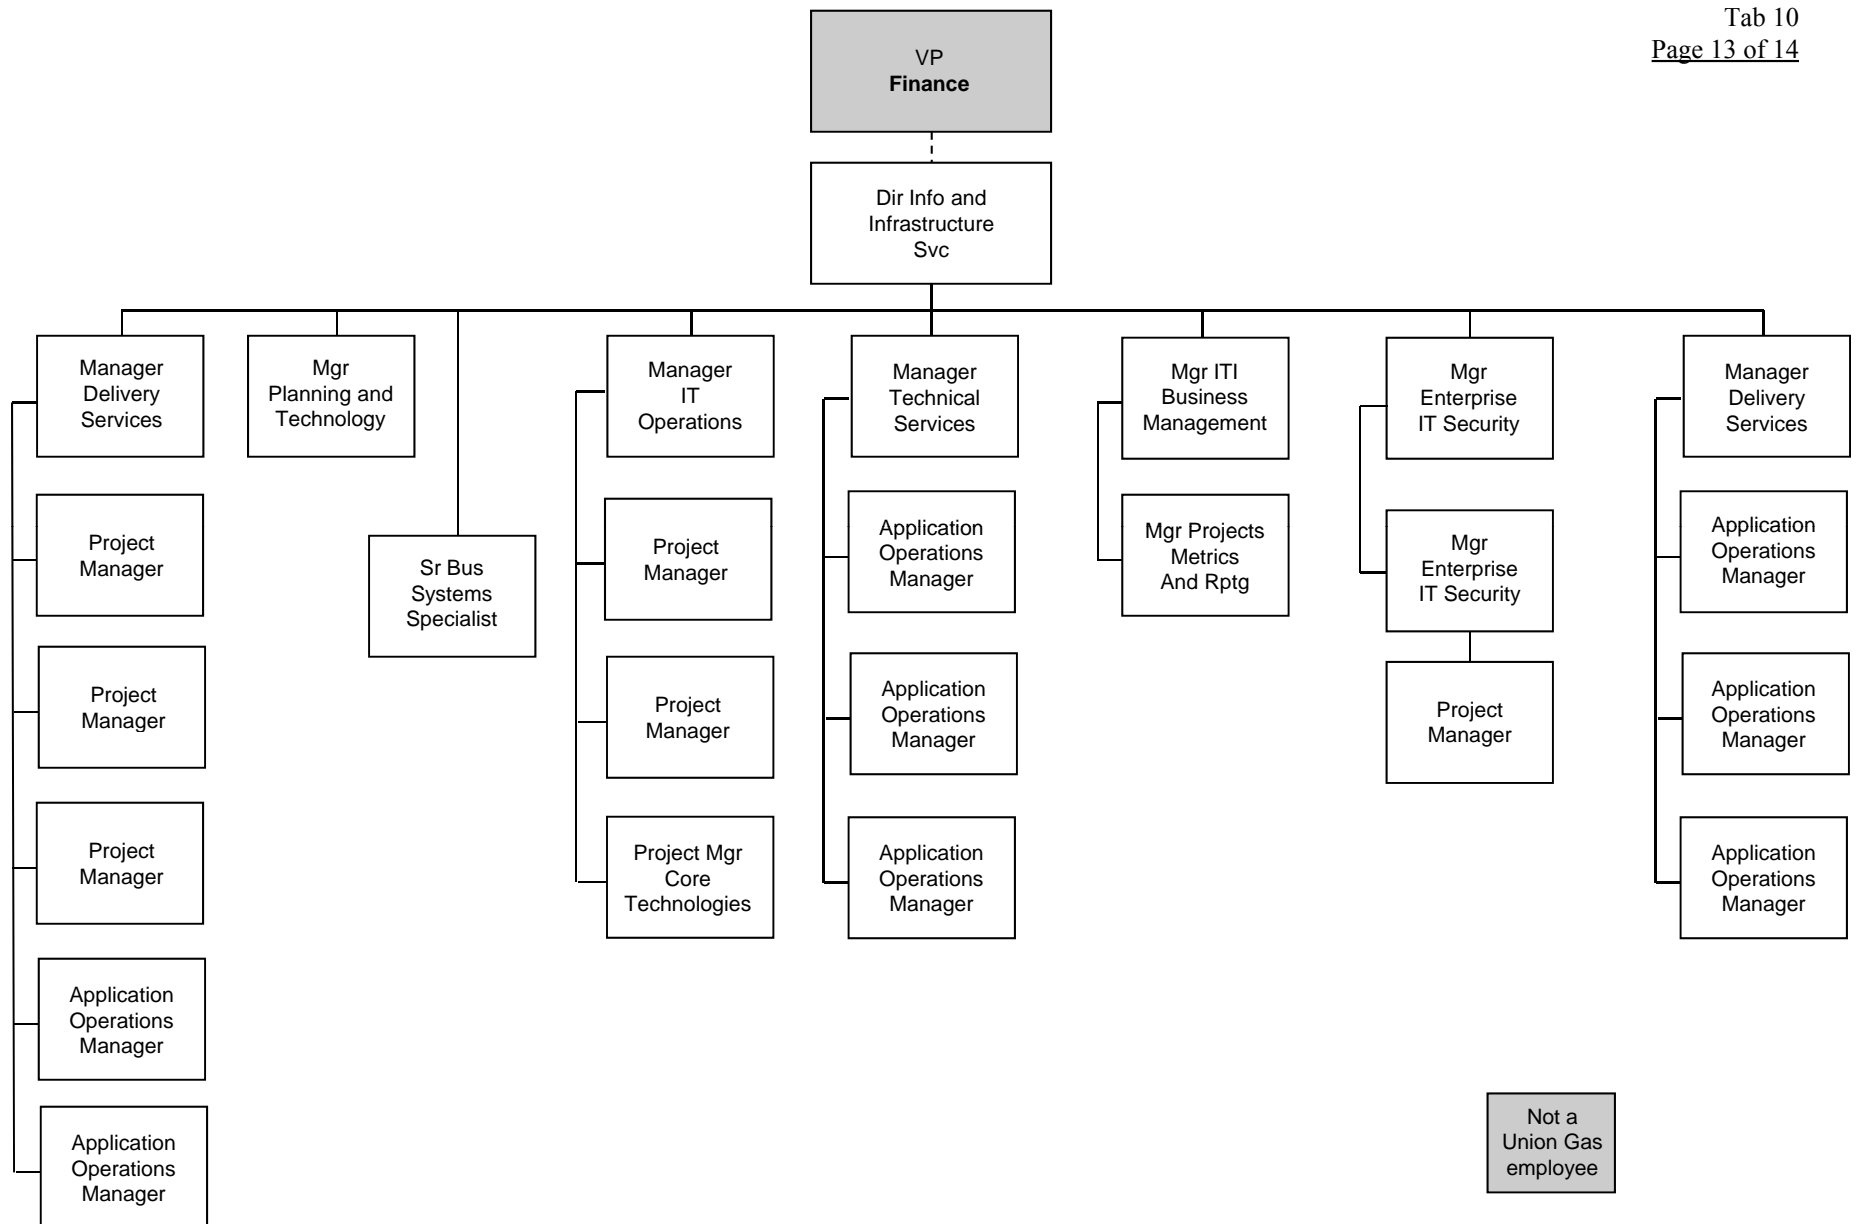 Tab 10
Page 13 of 14
VP
Finance
Dir Info and
Infrastructure
Svc
Manager
Delivery
Services
Project
Manager
Project
Manager
Project
Manager
Application
Operations
Manager
Application
Operations
Manager
Mgr
Planning and
Technology
Sr Bus
Systems
Specialist
Manager
IT
Operations
Project
Manager
Project
Manager
Project Mgr
Core
Technologies
Manager
Technical
Services
Application
Operations
Manager
Application
Operations
Manager
Application
Operations
Manager
Mgr ITI
Business
Management
Mgr Projects
Metrics
And Rptg
Mgr
Enterprise
IT Security
Mgr
Enterprise
IT Security
Project
Manager
Manager
Delivery
Services
Application
Operations
Manager
Application
Operations
Manager
Application
Operations
Manager
Not a
Union Gas
employee